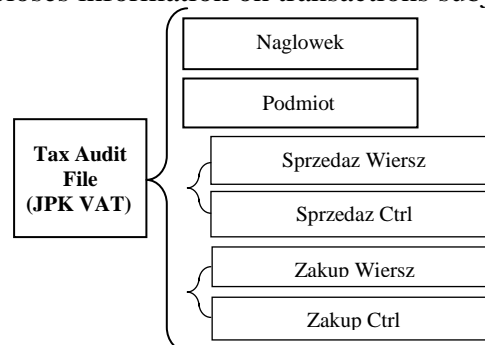 loses information on transactions subj
Naglowek
Podmiot
Tax Audit
File
(JPK VAT)
Sprzedaz Wiersz
Sprzedaz Ctrl
Zakup Wiersz
Zakup Ctrl